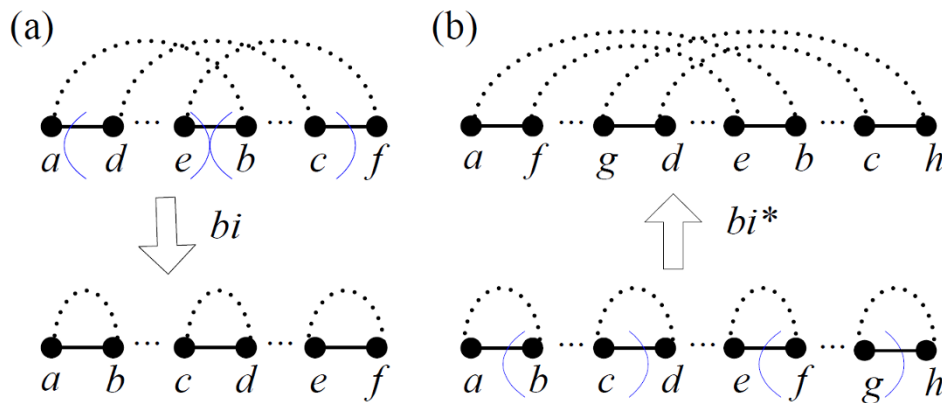 (a) (b)
... ... ... ... ...
a d e b c f a f g d e b c h
bi bi*
... ... ... ... ...
a b c d e f a b c d e f g h